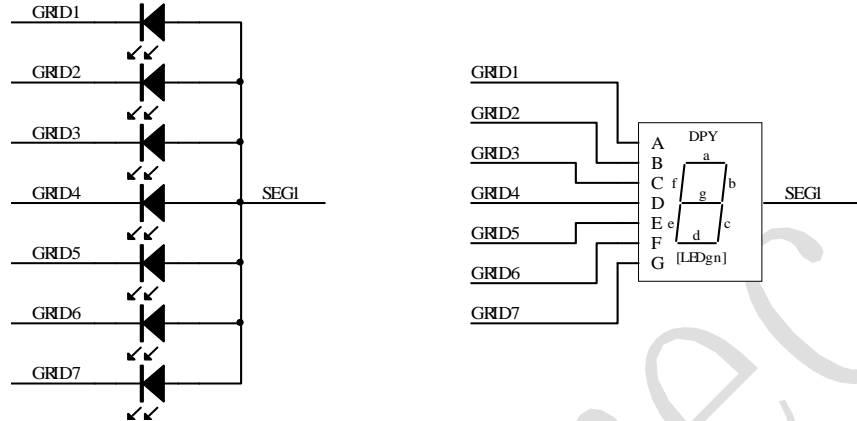 GRID1
GRID2
GRID3
GRID4
GRID5
GRID6
GRID7
SEG1
GRID1
GRID2
GRID3
GRID4
GRID5
GRID6
GRID7
A
B
C
D
E
F
G
DPY
a
f b
g
e c
d
[LEDgn]
SEG1